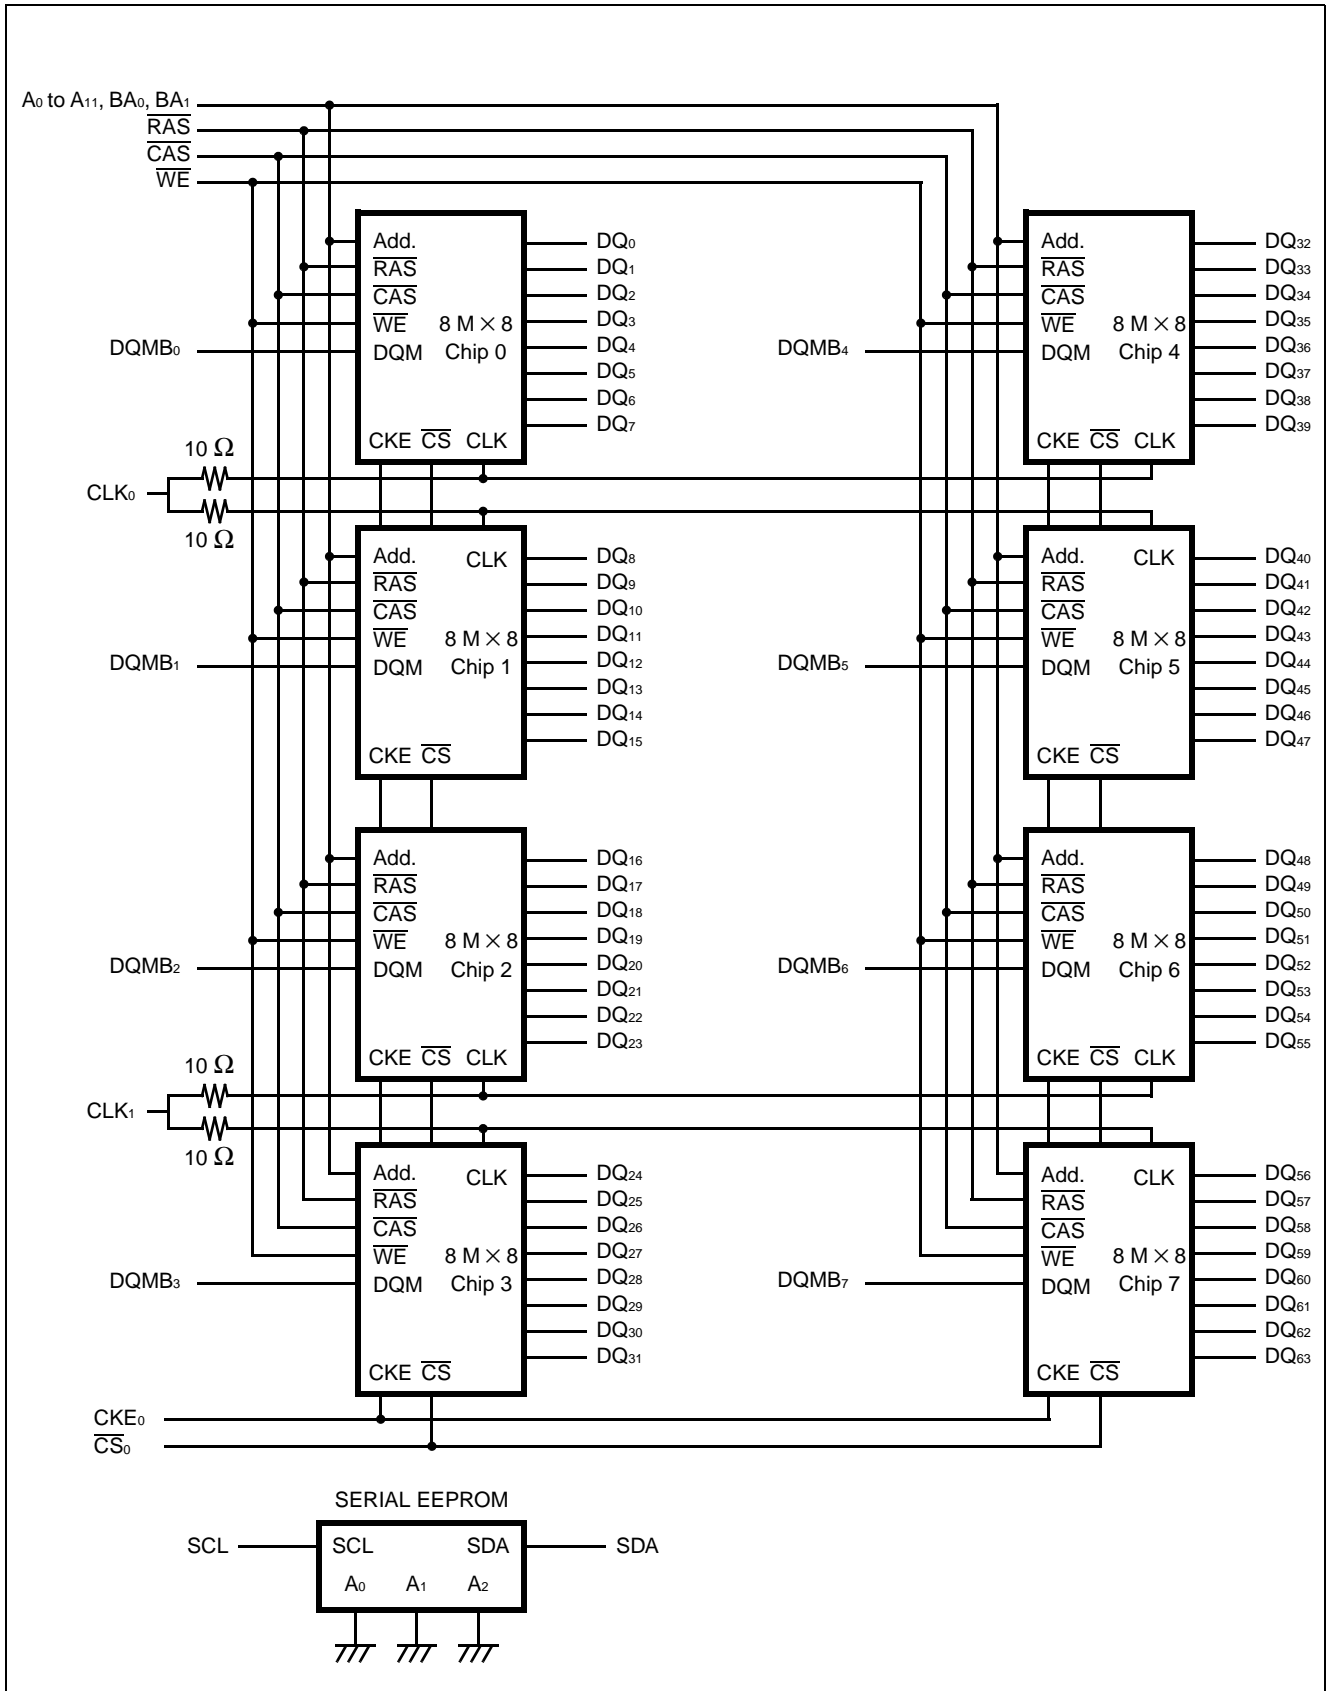 A0 to A11, BA0, BA1
RAS
CAS
WE
Add.
RAS
CAS
WE 8 M × 8
DQM Chip 0
CKE CS CLK
DQMB0
DQ0
DQ1
DQ2
DQ3
DQ4
DQ5
DQ6
DQ7
Add.
RAS
CAS
WE 8 M × 8
DQM Chip 4
CKE CS CLK
DQMB4
DQ32
DQ33
DQ34
DQ35
DQ36
DQ37
DQ38
DQ39
10 Ω
CLK0
10 Ω
Add. CLK
RAS
CAS
WE 8 M × 8
DQM Chip 1
CKE CS
DQMB1
DQ8
DQ9
DQ10
DQ11
DQ12
DQ13
DQ14
DQ15
Add. CLK
RAS
CAS
WE 8 M × 8
DQM Chip 5
CKE CS
DQMB5
DQ40
DQ41
DQ42
DQ43
DQ44
DQ45
DQ46
DQ47
Add.
RAS
CAS
WE 8 M × 8
DQM Chip 2
CKE CS CLK
DQMB2
DQ16
DQ17
DQ18
DQ19
DQ20
DQ21
DQ22
DQ23
Add.
RAS
CAS
WE 8 M × 8
DQM Chip 6
CKE CS CLK
DQMB6
DQ48
DQ49
DQ50
DQ51
DQ52
DQ53
DQ54
DQ55
10 Ω
CLK1
10 Ω
Add. CLK
RAS
CAS
WE 8 M × 8
DQM Chip 3
CKE CS
DQMB3
DQ24
DQ25
DQ26
DQ27
DQ28
DQ29
DQ30
DQ31
Add. CLK
RAS
CAS
WE 8 M × 8
DQM Chip 7
CKE CS
DQMB7
DQ56
DQ57
DQ58
DQ59
DQ60
DQ61
DQ62
DQ63
CKE0
CS0
SERIAL EEPROM
SCL SCL SDA SDA
A0 A1 A2